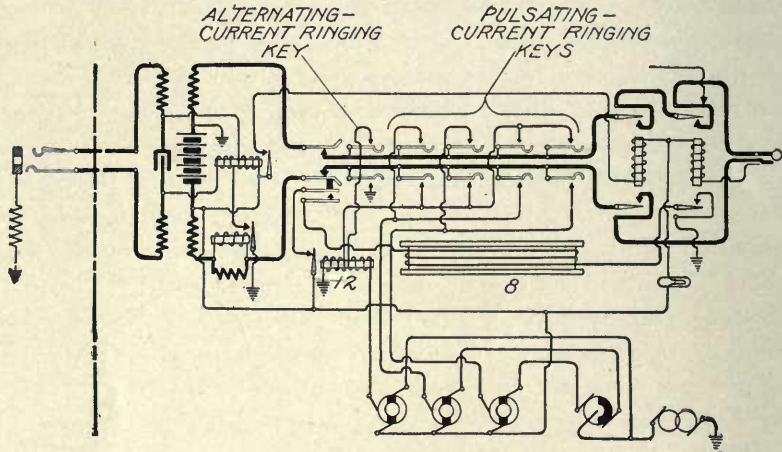 ALTERNATING-
CURRENT RINGING
KEY
PULSATING-
CURRENT RINGING
KEYS
12
8